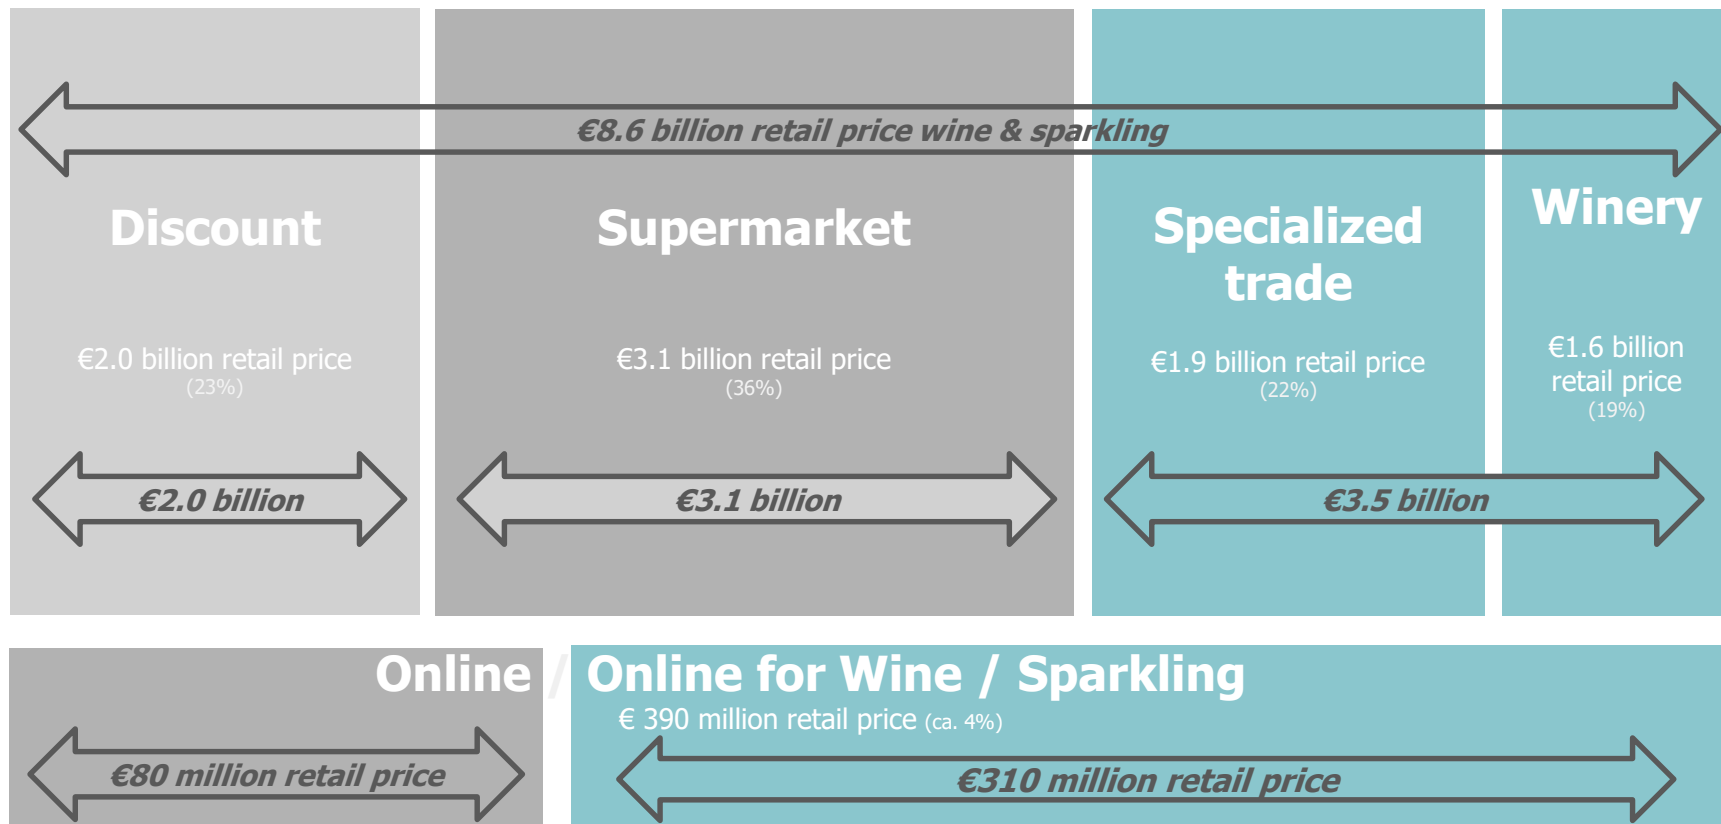 €8.6 billion retail price wine & sparkling
Discount
€2.0 billion retail price
(23%)
€2.0 billion
Supermarket
€3.1 billion retail price
(36%)
€3.1 billion
Specialized
trade
€1.9 billion retail price
(22%)
Winery
€1.6 billion
retail price
(19%)
€3.5 billion
Online / Online for Wine / Sparkling
€ 390 million retail price (ca. 4%)
€80 million retail price
€310 million retail price